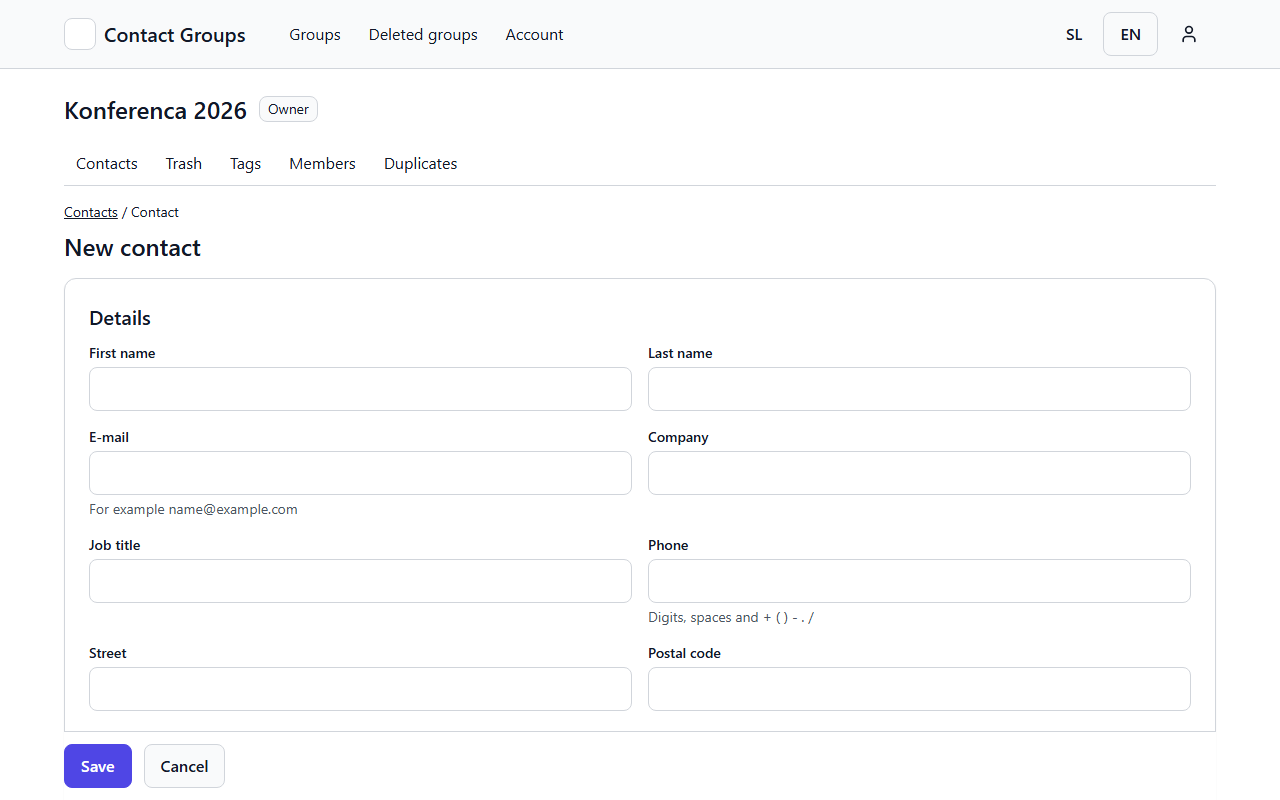 Contact Groups Groups Deleted groups Account SL EN
Konferenca 2026 Owner
Contacts Trash Tags Members Duplicates
Contacts / Contact
New contact
Details
First name Last name
E-mail Company
For example name@example.com
Job title Phone
Digits, spaces and + ( ) - . /
Street Postal code
Save Cancel